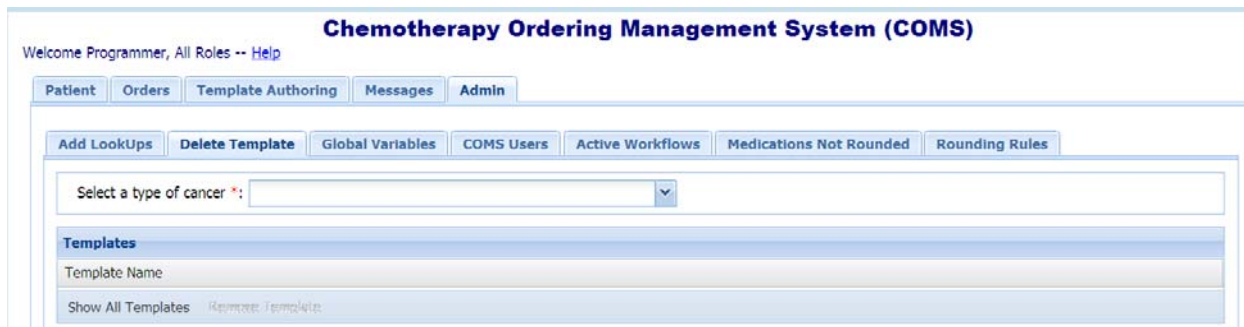 Chemotherapy Ordering Management System (COMS)
Welcome Programmer, All Roles -- Help
Patient Orders Template Authoring Messages Admin
Add LookUps Delete Template Global Variables COMS Users Active Workflows Medications Not Rounded Rounding Rules
Select a type of cancer *:
Templates
Template Name
Show All Templates Remove Template